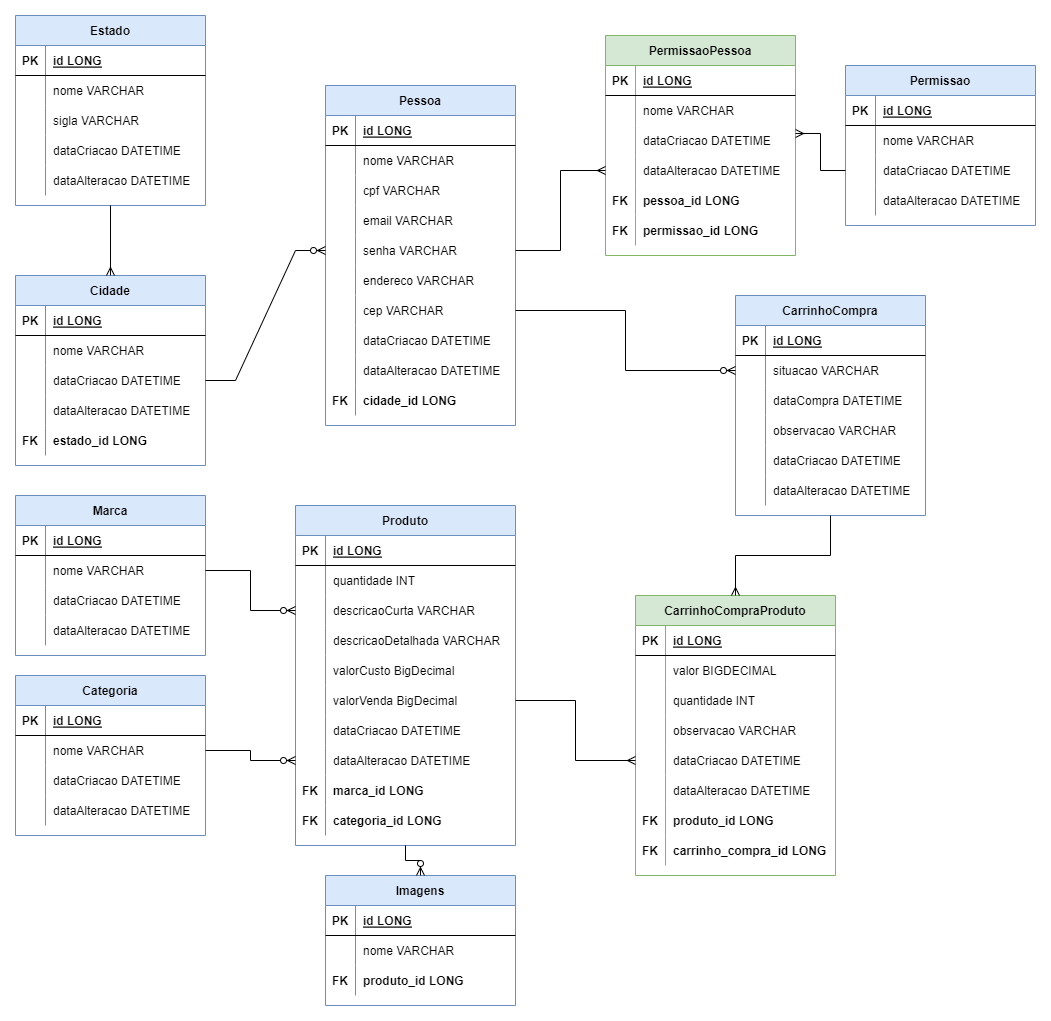 Estado
PK id LONG
nome VARCHAR
sigla VARCHAR
dataCriacao DATETIME
dataAlteracao DATETIME
Cidade
PK id LONG
nome VARCHAR
dataCriacao DATETIME
dataAlteracao DATETIME
FK estado_id LONG
Pessoa
PK id LONG
nome VARCHAR
cpf VARCHAR
email VARCHAR
senha VARCHAR
endereco VARCHAR
cep VARCHAR
dataCriacao DATETIME
dataAlteracao DATETIME
FK cidade_id LONG
PermissaoPessoa
PK id LONG
nome VARCHAR
dataCriacao DATETIME
dataAlteracao DATETIME
FK pessoa_id LONG
FK permissao_id LONG
Permissao
PK id LONG
nome VARCHAR
dataCriacao DATETIME
dataAlteracao DATETIME
CarrinhoCompra
PK id LONG
situacao VARCHAR
dataCompra DATETIME
observacao VARCHAR
dataCriacao DATETIME
dataAlteracao DATETIME
Marca
PK id LONG
nome VARCHAR
dataCriacao DATETIME
dataAlteracao DATETIME
Categoria
PK id LONG
nome VARCHAR
dataCriacao DATETIME
dataAlteracao DATETIME
Produto
PK id LONG
quantidade INT
descricaoCurta VARCHAR
descricaoDetalhada VARCHAR
valorCusto BigDecimal
valorVenda BigDecimal
dataCriacao DATETIME
dataAlteracao DATETIME
FK marca_id LONG
FK categoria_id LONG
CarrinhoCompraProduto
PK id LONG
valor BIGDECIMAL
quantidade INT
observacao VARCHAR
dataCriacao DATETIME
dataAlteracao DATETIME
FK produto_id LONG
FK carrinho_compra_id LONG
Imagens
PK id LONG
nome VARCHAR
FK produto_id LONG